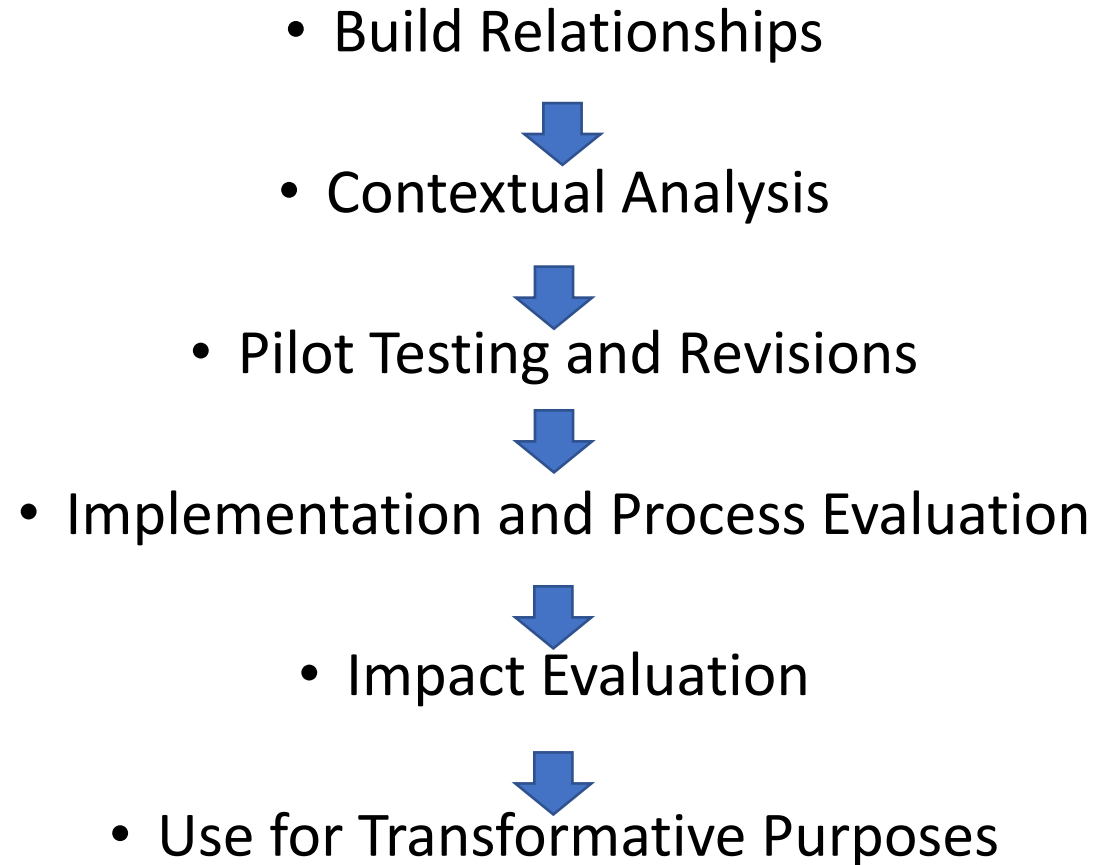 • Build Relationships
• Contextual Analysis
• Pilot Testing and Revisions
• Implementation and Process Evaluation
• Impact Evaluation
• Use for Transformative Purposes